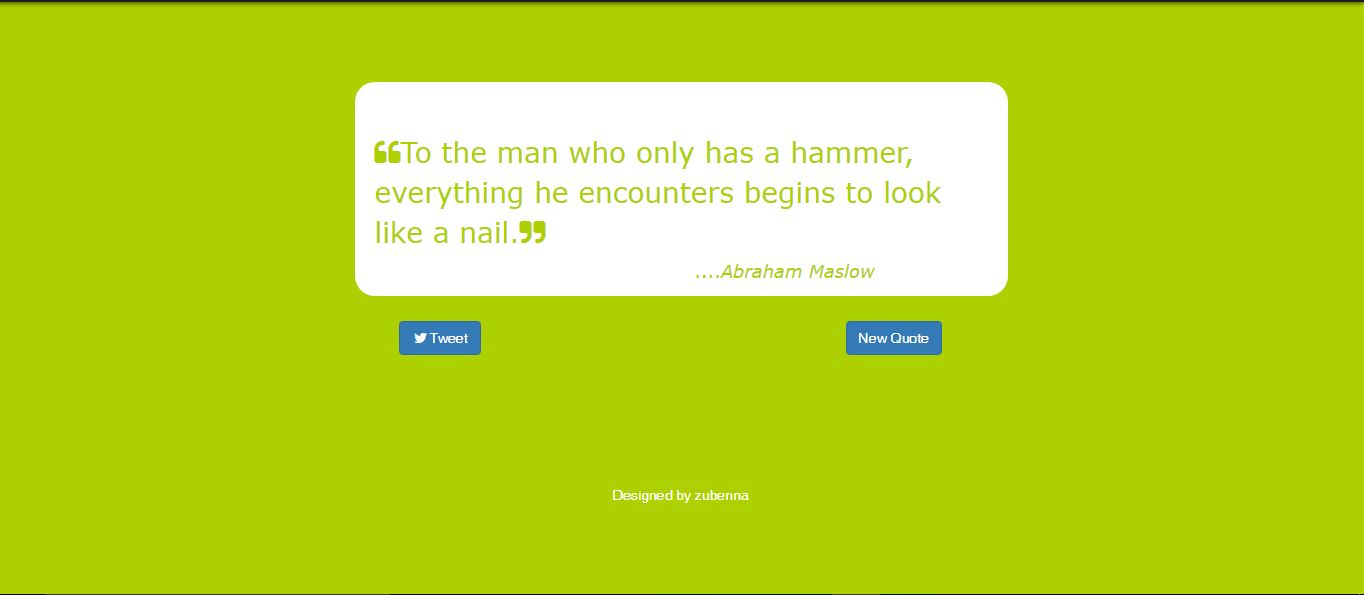 ❝To the man who only has a hammer,
everything he encounters begins to look
like a nail.❞
....Abraham Maslow
Tweet
New Quote
Designed by zubenna